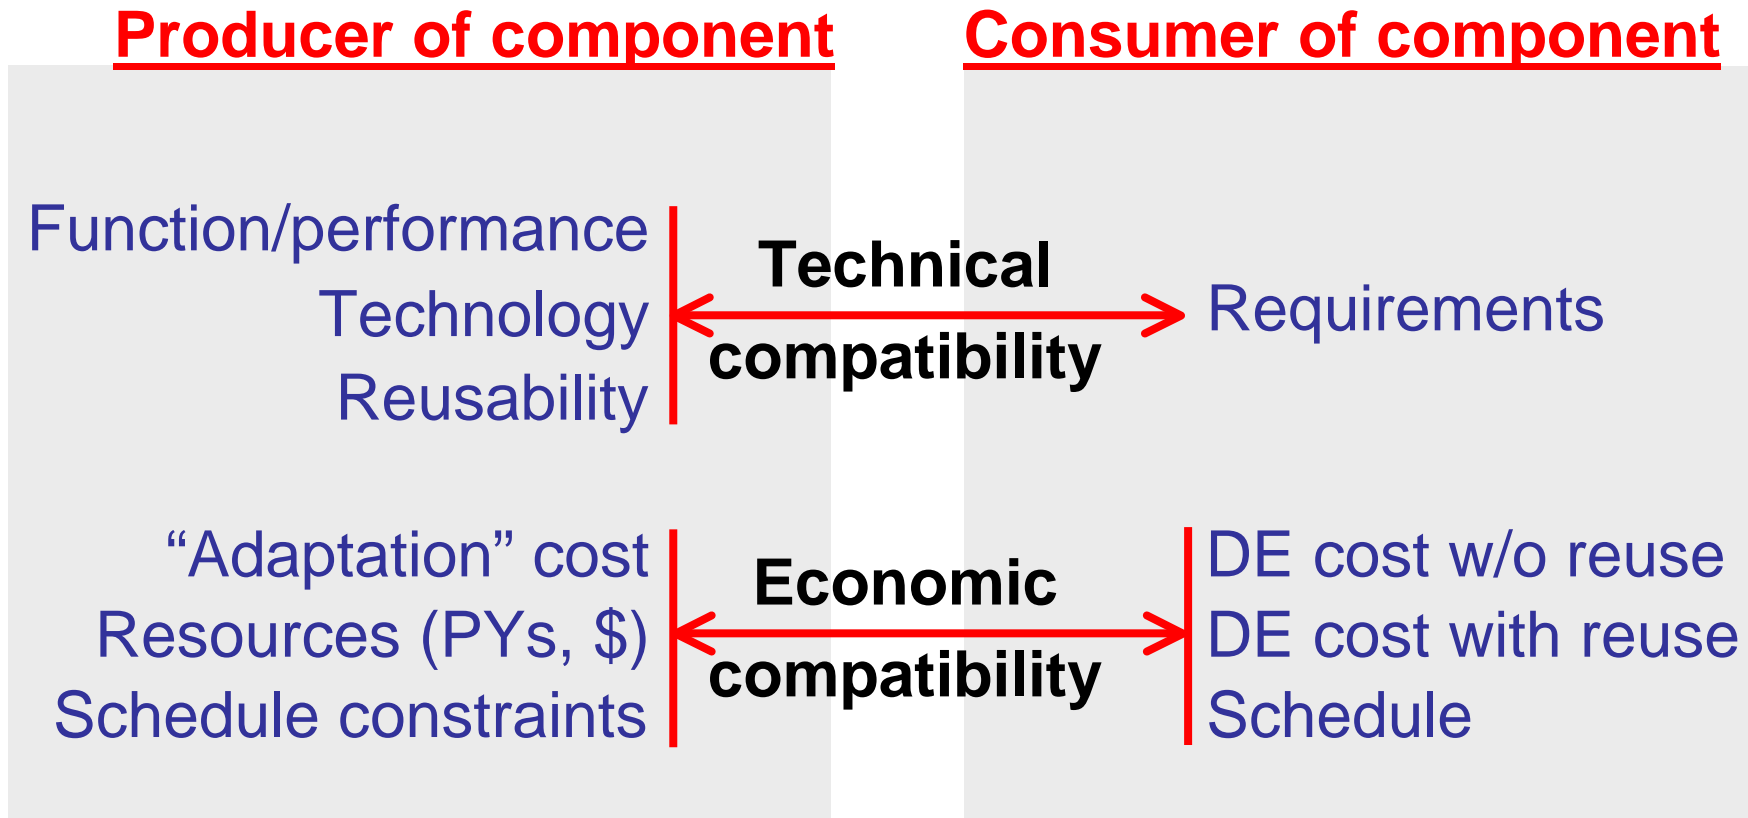 Producer of component
Consumer of component
Function/performance
Technology
Reusability
Technical
compatibility
Requirements
“Adaptation” cost
Resources (PYs, $)
Schedule constraints
Economic
compatibility
DE cost w/o reuse
DE cost with reuse
Schedule